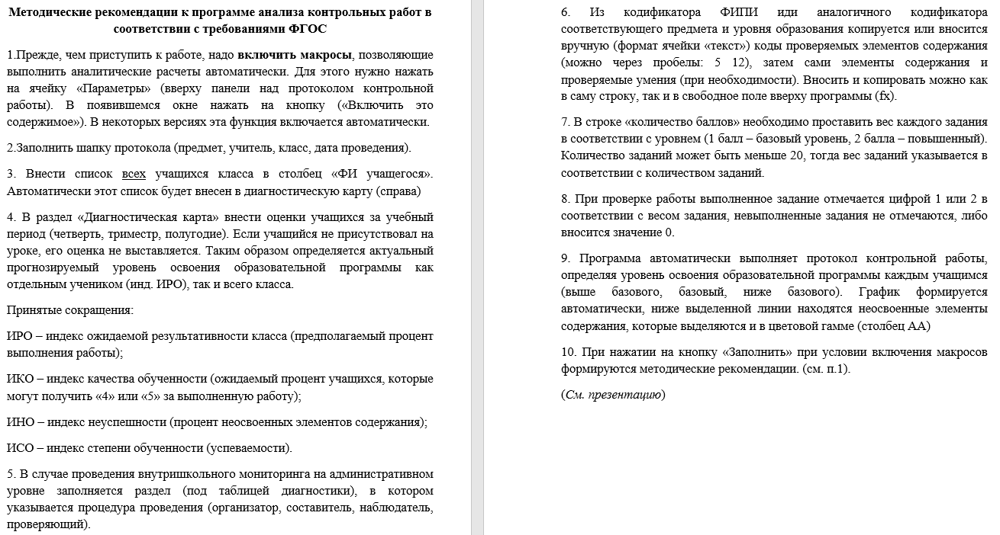 Методические рекомендации к программе анализа контрольных работ в
соответствии с требованиями ФГОС
1.Прежде, чем приступить к работе, надо включить макросы, позволяющие
выполнить аналитические расчеты автоматически. Для этого нужно нажать
на ячейку «Параметры» (вверху панели над протоколом контрольной
работы). В появившемся окне нажать на кнопку («Включить это
содержимое»). В некоторых версиях эта функция включается автоматически.
2.Заполнить шапку протокола (предмет, учитель, класс, дата проведения).
3. Внести список всех учащихся класса в столбец «ФИ учащегося».
Автоматически этот список будет внесен в диагностическую карту (справа)
4. В раздел «Диагностическая карта» внести оценки учащихся за учебный
период (четверть, триместр, полугодие). Если учащийся не присутствовал на
уроке, его оценка не выставляется. Таким образом определяется актуальный
прогнозируемый уровень освоения образовательной программы как
отдельным учеником (инд. ИРО), так и всего класса.
Принятые сокращения:
ИРО – индекс ожидаемой результативности класса (предполагаемый процент
выполнения работы);
ИКО – индекс качества обученности (ожидаемый процент учащихся, которые
могут получить «4» или «5» за выполненную работу);
ИНО – индекс неуспешности (процент неосвоенных элементов содержания);
ИСО – индекс степени обученности (успеваемости).
5. В случае проведения внутришкольного мониторинга на административном
уровне заполняется раздел (под таблицей диагностики), в котором
указывается процедура проведения (организатор, составитель, наблюдатель,
проверяющий).
6. Из кодификатора ФИПИ иди аналогичного кодификатора
соответствующего предмета и уровня образования копируется или вносится
вручную (формат ячейки «текст») коды проверяемых элементов содержания
(можно через пробелы: 5 12), затем сами элементы содержания и
проверяемые умения (при необходимости). Вносить и копировать можно как
в саму строку, так и в свободное поле вверху программы (fx).
7. В строке «количество баллов» необходимо проставить вес каждого задания
в соответствии с уровнем (1 балл – базовый уровень, 2 балла – повышенный).
Количество заданий может быть меньше 20, тогда вес заданий указывается в
соответствии с количеством заданий.
8. При проверке работы выполненное задание отмечается цифрой 1 или 2 в
соответствии с весом задания, невыполненные задания не отмечаются, либо
вносится значение 0.
9. Программа автоматически выполняет протокол контрольной работы,
определяя уровень освоения образовательной программы каждым учащимся
(выше базового, базовый, ниже базового). График формируется
автоматически, ниже выделенной линии находятся неосвоенные элементы
содержания, которые выделяются и в цветовой гамме (столбец АА)
10. При нажатии на кнопку «Заполнить» при условии включения макросов
формируются методические рекомендации. (см. п.1).
(См. презентацию)